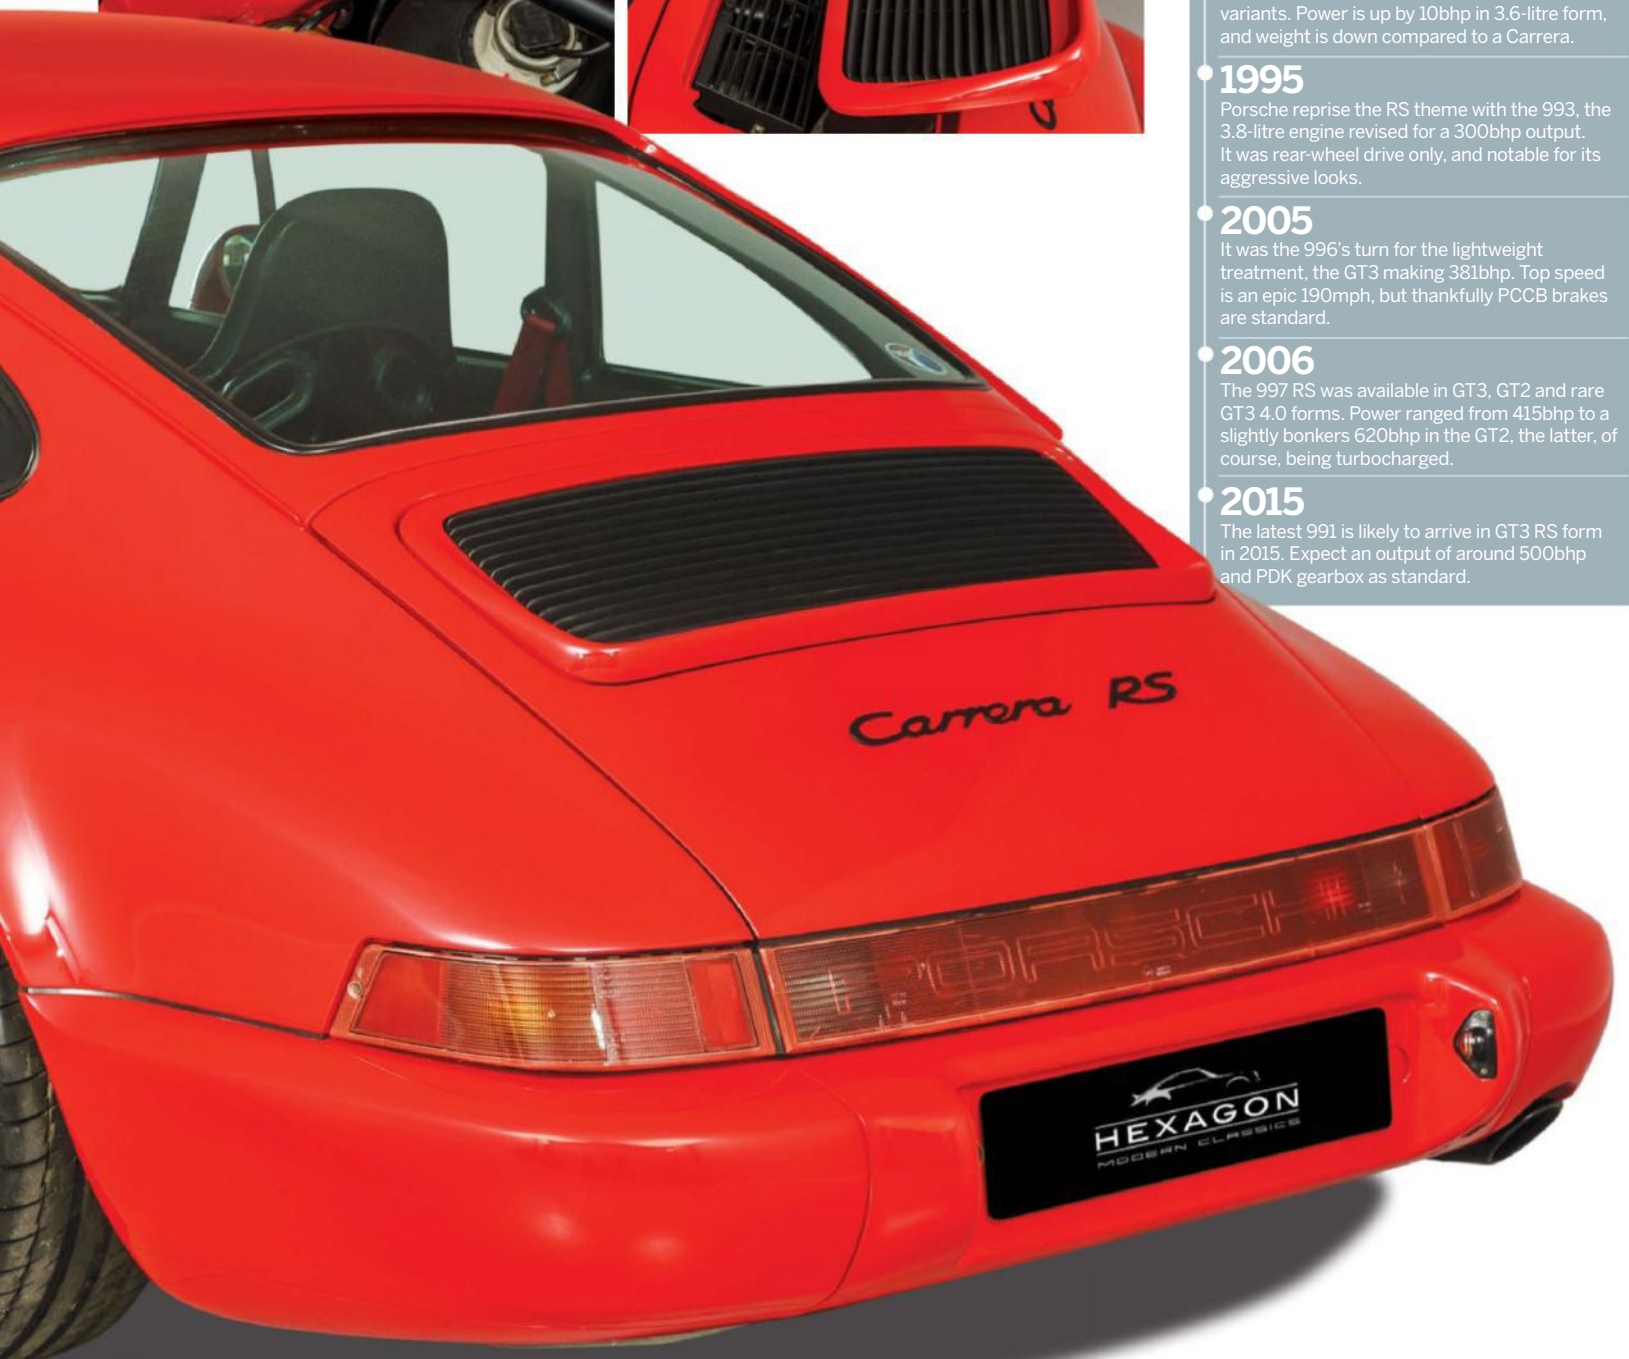 variants. Power is up by 10bhp in 3.6-litre form,
and weight is down compared to a Carrera.
1995
Porsche reprise the RS theme with the 993, the
3.8-litre engine revised for a 300bhp output.
It was rear-wheel drive only, and notable for its
aggressive looks.
2005
It was the 996’s turn for the lightweight
treatment, the GT3 making 381bhp. Top speed
is an epic 190mph, but thankfully PCCB brakes
are standard.
2006
The 997 RS was available in GT3, GT2 and rare
GT3 4.0 forms. Power ranged from 415bhp to a
slightly bonkers 620bhp in the GT2, the latter, of
course, being turbocharged.
2015
The latest 991 is likely to arrive in GT3 RS form
in 2015. Expect an output of around 500bhp
and PDK gearbox as standard.
Carrera RS
PORSCHE
HEXAGON
MODERN CLASSICS